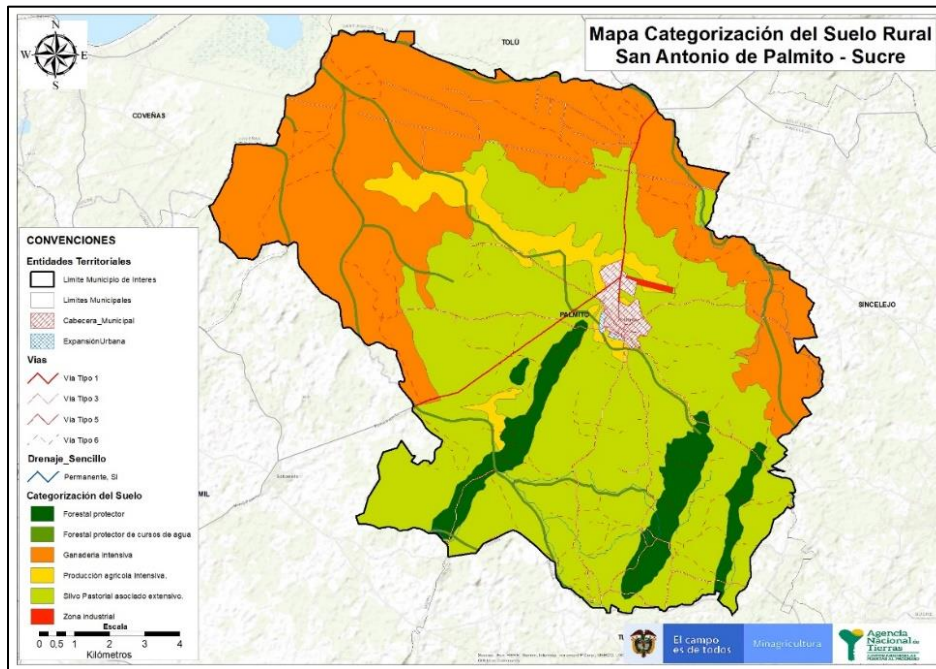 Mapa Categorización del Suelo Rural
San Antonio de Palmito - Sucre
N
W
E
S
TOLÚ
COVEÑAS
SINCELEJO
PALMITO
MIL
CONVENCIONES
Entidades Territoriales
Límite Municipio de Interes
Limites Municipales
Cabecera_Municipal
ExpansiónUrbana
Vias
Via Tipo 1
Via Tipo 3
Via Tipo 5
Via Tipo 6
Drenaje_Sencillo
Permanente, SI
Categorización del Suelo
Forestal protector
Forestal protector de cursos de agua
Ganaderia intensiva
Producción agricola intensiva.
Silvo Pastorial asociado extensivo.
Zona industrial
Escala
0 0,5 1 2 3 4
Kilómetros
El campo
es de todos
Minagricultura
Agencia
Nacional de
Tierras